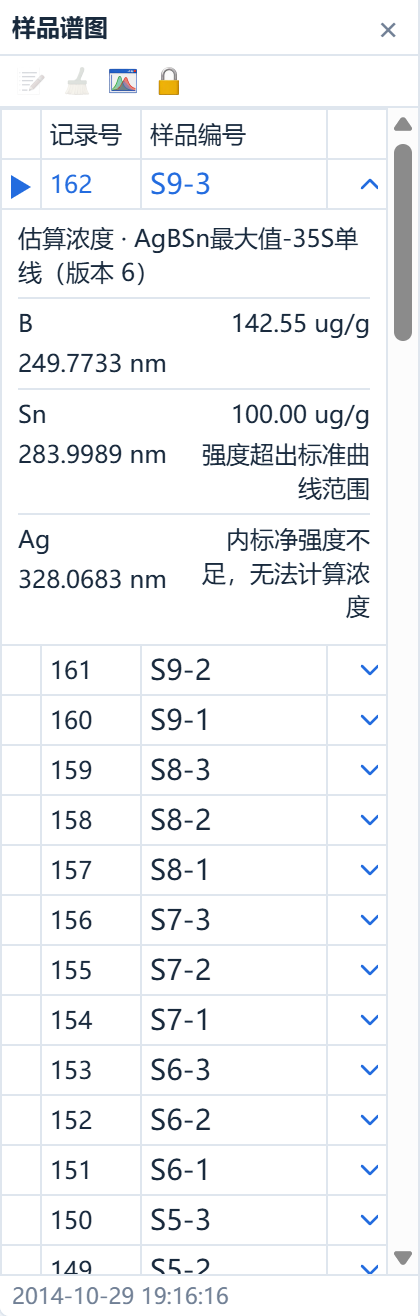 样品谱图
记录号 样品编号
162 S9-3
估算浓度 · AgBSn最大值-35S单
线（版本 6）
B 142.55 ug/g
249.7733 nm
Sn 100.00 ug/g
283.9989 nm 强度超出标准曲
线范围
Ag 内标净强度不
328.0683 nm 足，无法计算浓
度
161 S9-2
160 S9-1
159 S8-3
158 S8-2
157 S8-1
156 S7-3
155 S7-2
154 S7-1
153 S6-3
152 S6-2
151 S6-1
150 S5-3
149 S5-2
2014-10-29 19:16:16